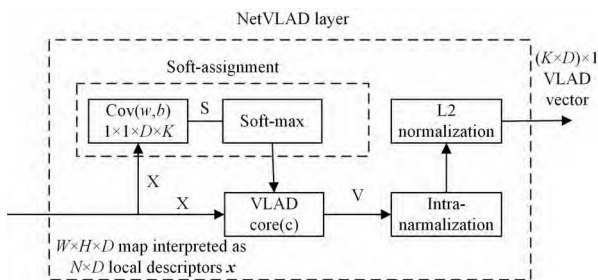 NetVLAD layer
Soft-assignment
Cov(w,b)
1×1×D×K
S
Soft-max
L2
normalization
(K×D)×1
VLAD
vector
X
X
VLAD
core(c)
V
Intra-
narmalization
W×H×D map interpreted as
N×D local descriptors x